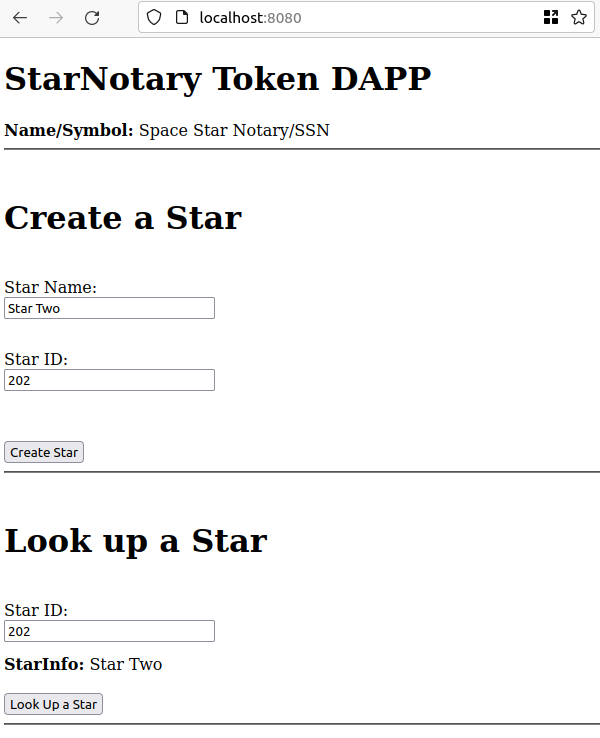 localhost:8080
StarNotary Token DAPP
Name/Symbol: Space Star Notary/SSN
Create a Star
Star Name:
Star Two
Star ID:
202
Create Star
Look up a Star
Star ID:
202
StarInfo: Star Two
Look Up a Star